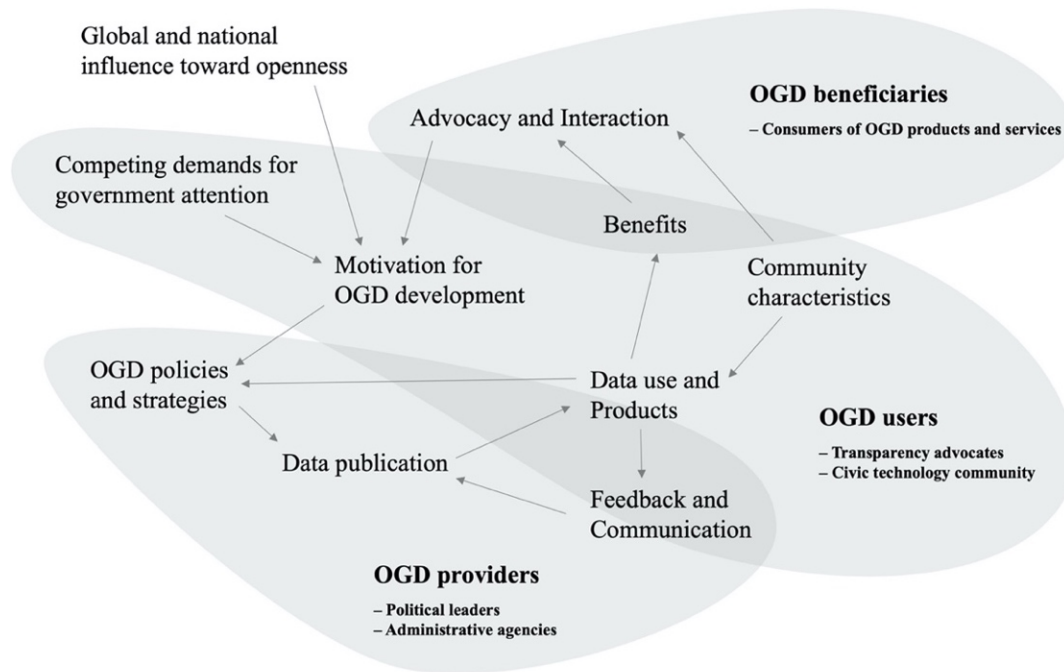 Global and national
influence toward openness
Advocacy and Interaction
OGD beneficiaries
– Consumers of OGD products and services
Competing demands for
government attention
Benefits
Motivation for
OGD development
Community
characteristics
OGD policies
and strategies
Data use and
Products
OGD users
– Transparency advocates
– Civic technology community
Data publication
Feedback and
Communication
OGD providers
– Political leaders
– Administrative agencies